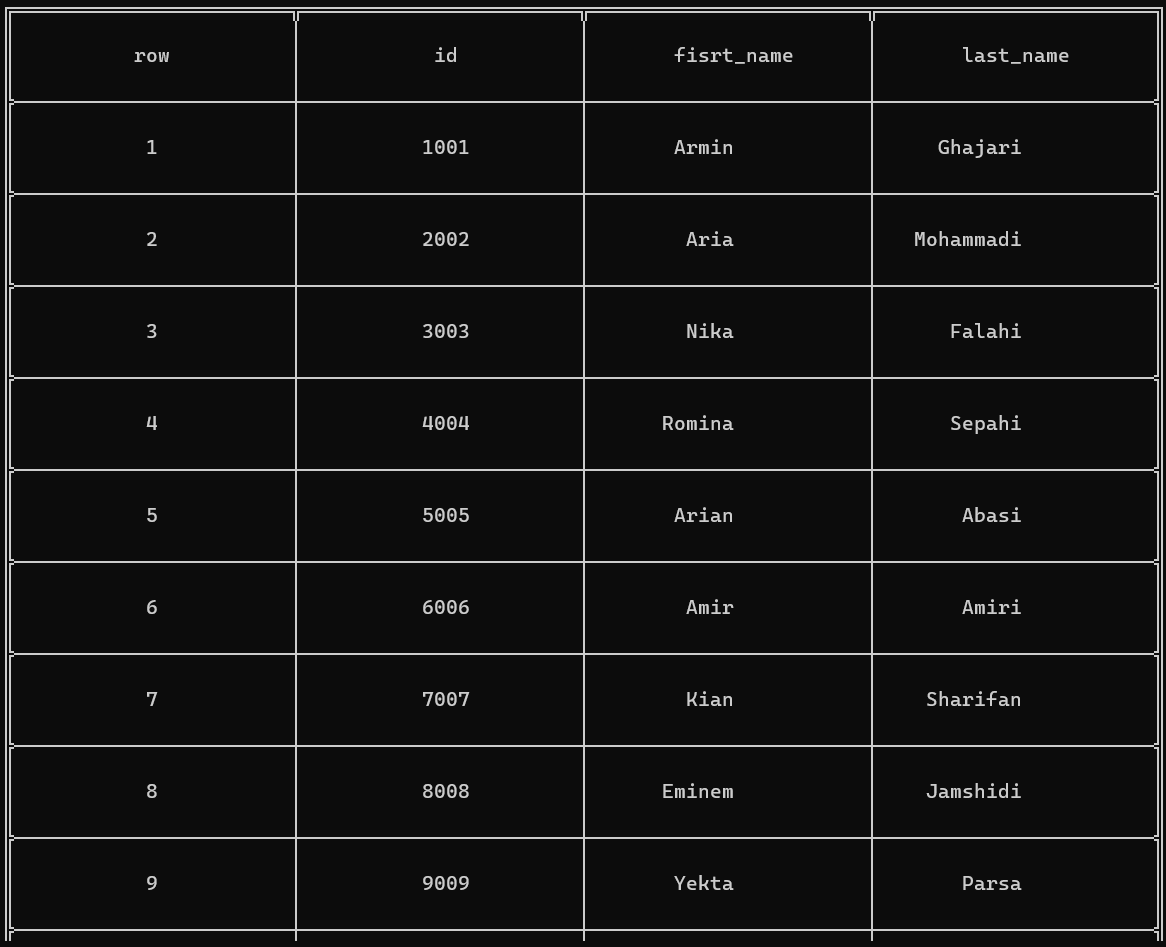 row id fisrt_name last_name
1 1001 Armin Ghajari
2 2002 Aria Mohammadi
3 3003 Nika Falahi
4 4004 Romina Sepahi
5 5005 Arian Abasi
6 6006 Amir Amiri
7 7007 Kian Sharifan
8 8008 Eminem Jamshidi
9 9009 Yekta Parsa